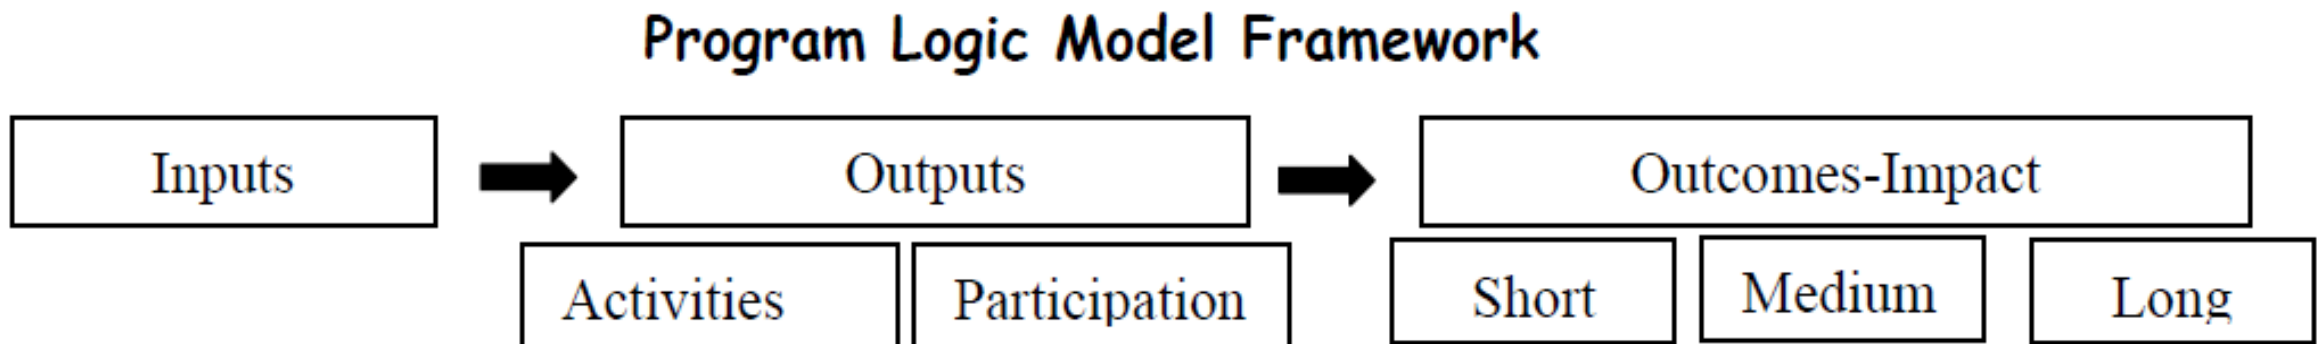 Program Logic Model Framework
Inputs
Outputs
Outcomes-Impact
Activities
Participation
Short
Medium
Long